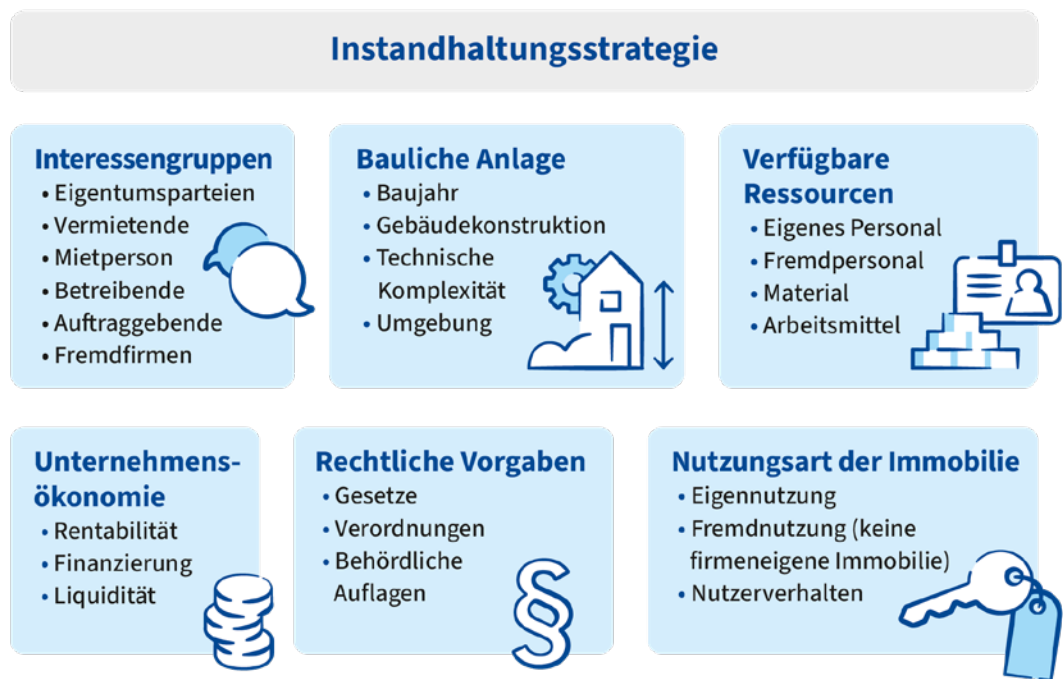 Instandhaltungsstrategie
Interessengruppen
• Eigentumsparteien
• Vermietende
• Mietperson
• Betreibende
• Auftraggebende
• Fremdfirmen
Bauliche Anlage
• Baujahr
• Gebäudekonstruktion
• Technische
Komplexität
• Umgebung
Verfügbare
Ressourcen
• Eigenes Personal
• Fremdpersonal
• Material
• Arbeitsmittel
Unternehmens-
ökonomie
• Rentabilität
• Finanzierung
• Liquidität
Rechtliche Vorgaben
• Gesetze
• Verordnungen
• Behördliche
Auflagen
§
Nutzungsart der Immobilie
• Eigennutzung
• Fremdnutzung (keine
firmeneigene Immobilie)
• Nutzerverhalten